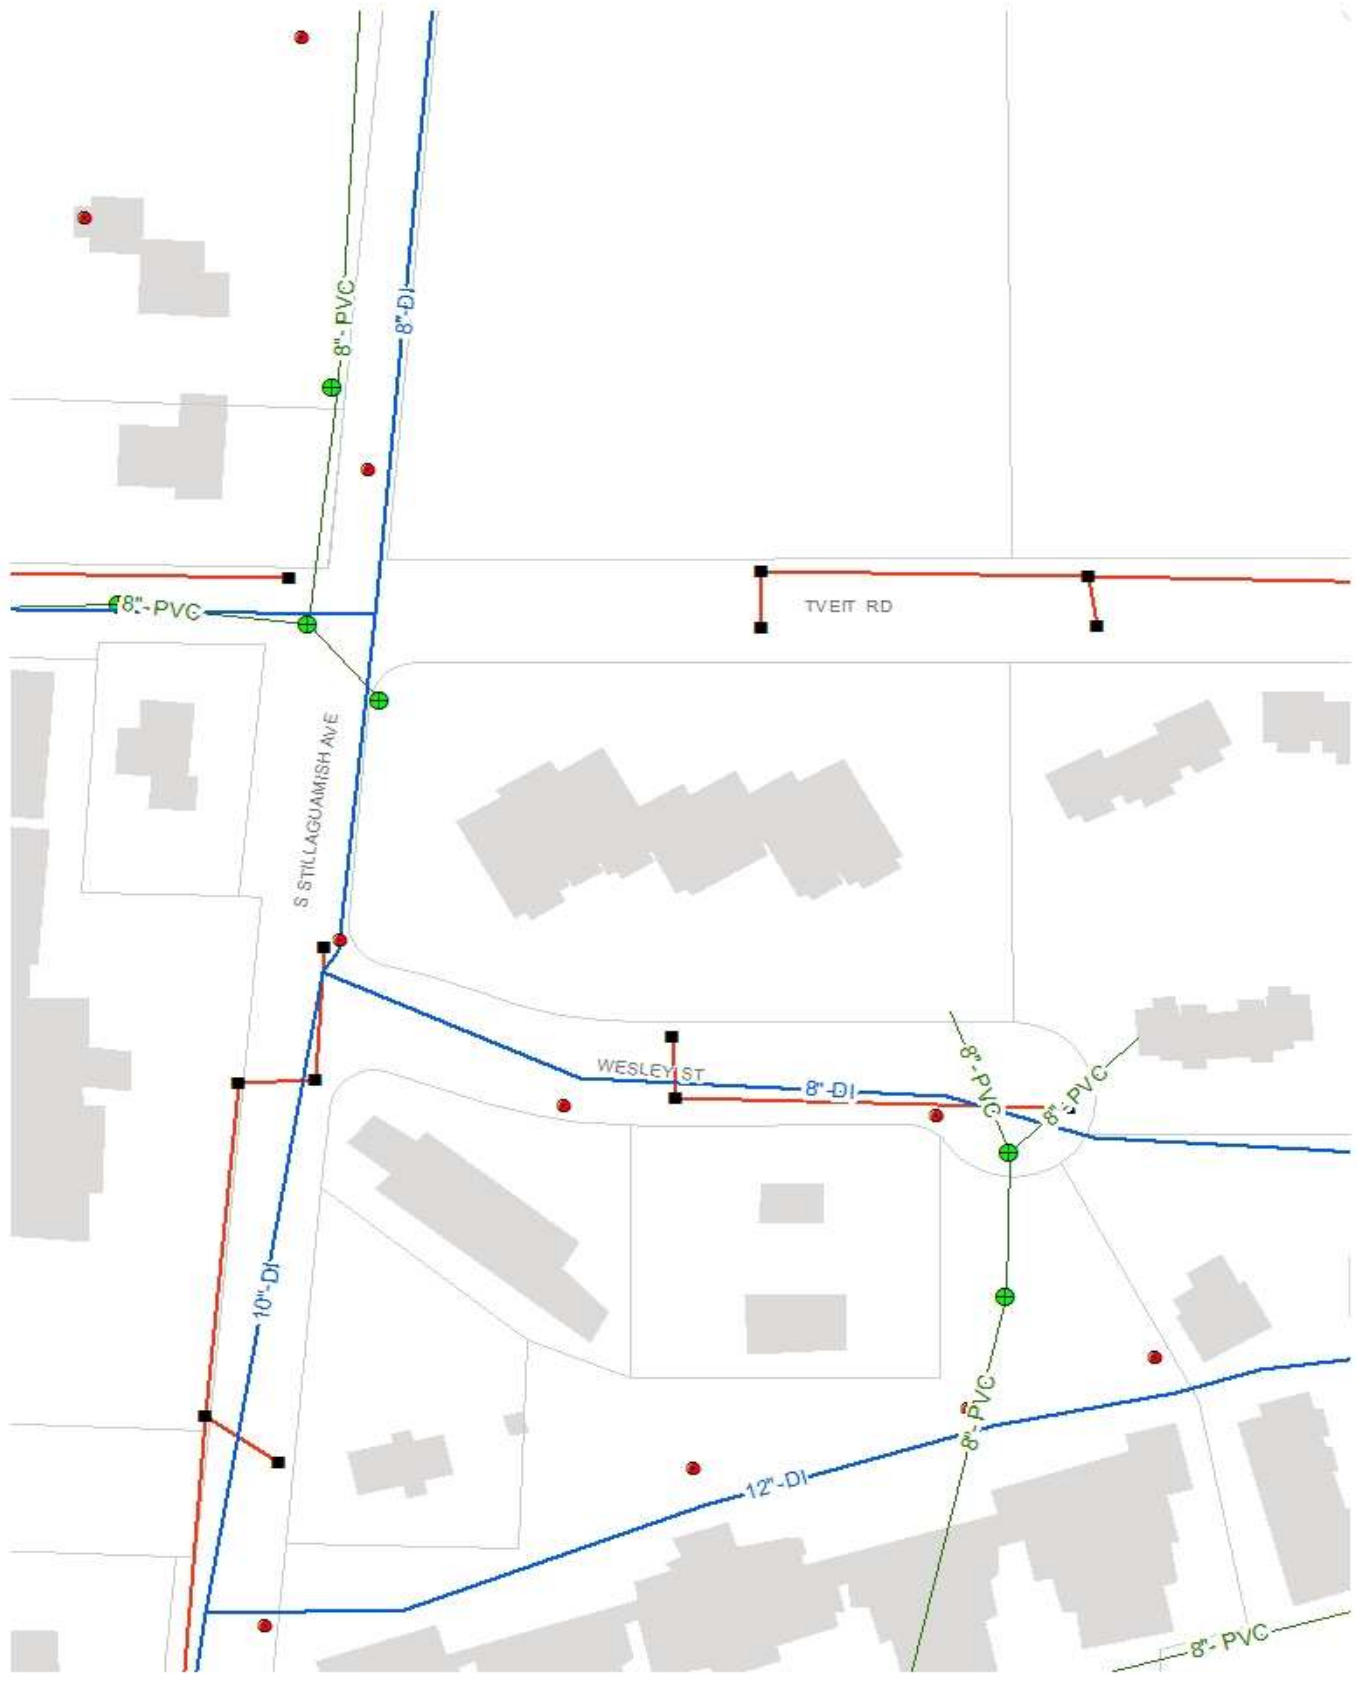 8"- PVC
8"-DI
8"- PVC
TVEIT RD
S STILLAGUAMISH AVE
WESLEY ST
8"-DI
8"- PVC
8"- PVC
10"-DI
8"- PVC
12"-DI
8"- PVC